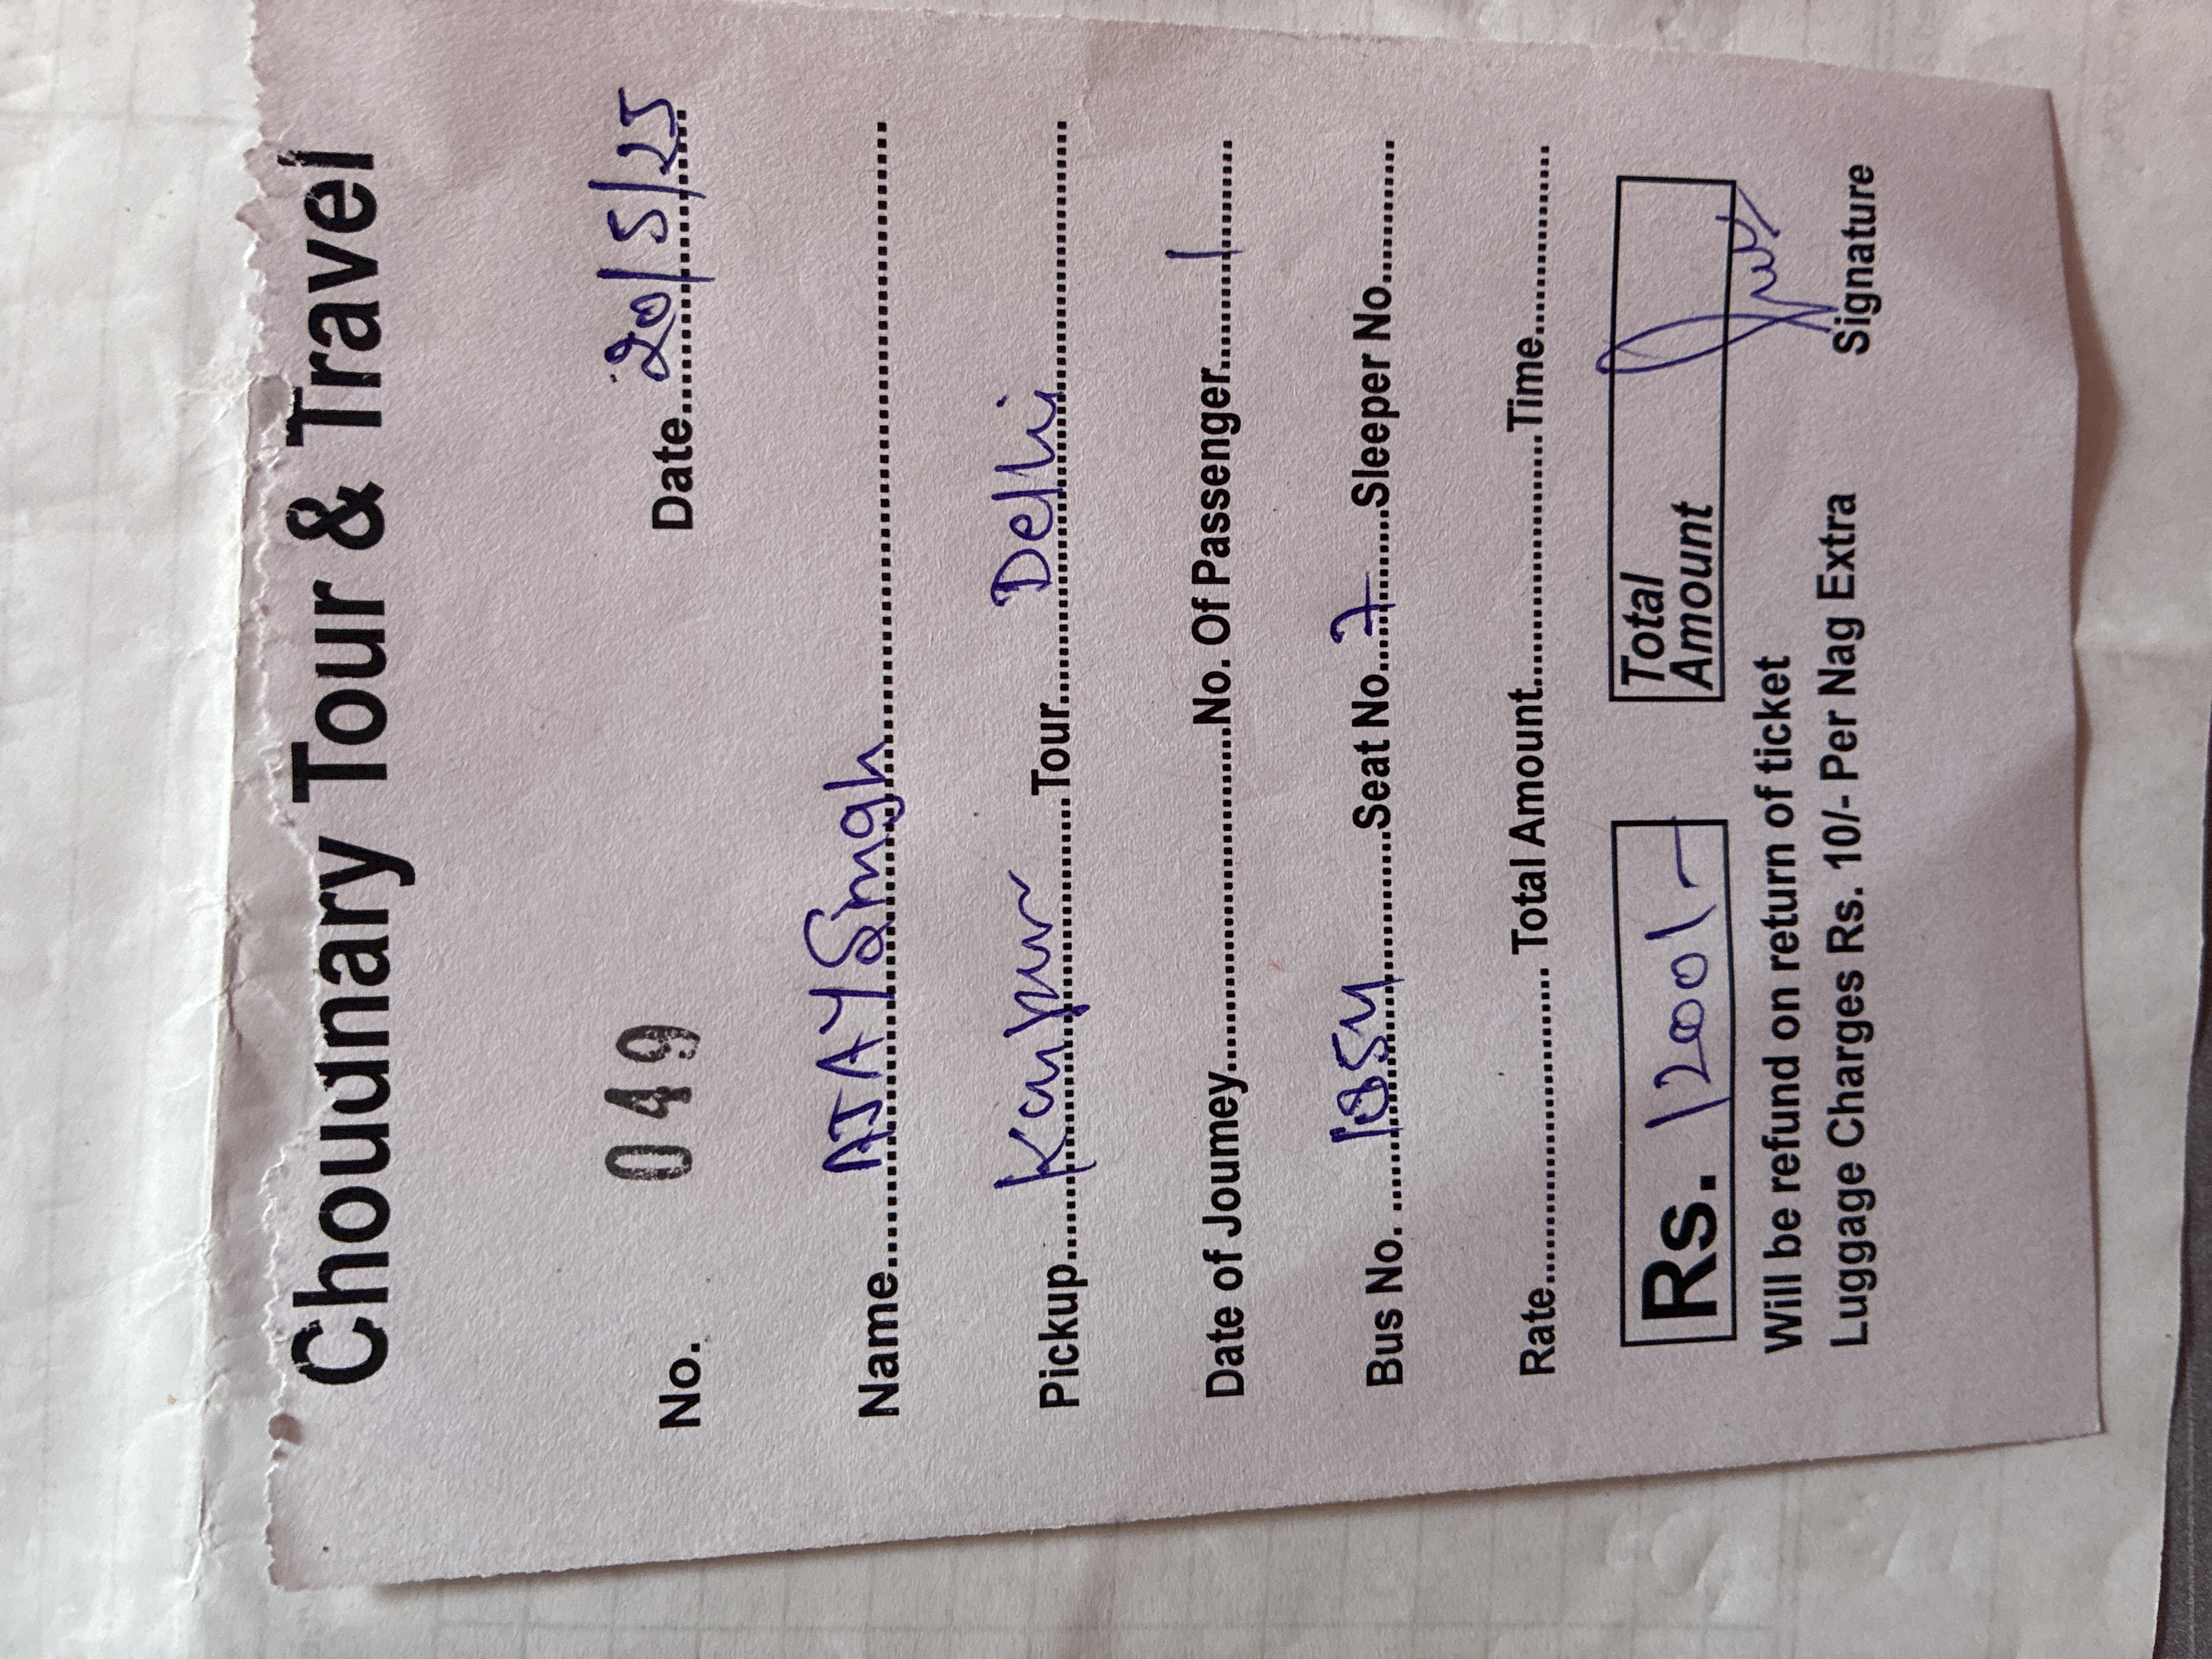 Choudhary Tour & Travel
No. 049 Date 20/5/25
Name AJAY Singh
Pickup Kanpur Tour Delhi
Date of Journey No. Of Passenger 1
Bus No. Seat No. 7 Sleeper No.
Rate Total Amount Time
Rs. 1200/- Total Amount
Will be refund on return of ticket
Luggage Charges Rs. 10/- Per Nag Extra Signature